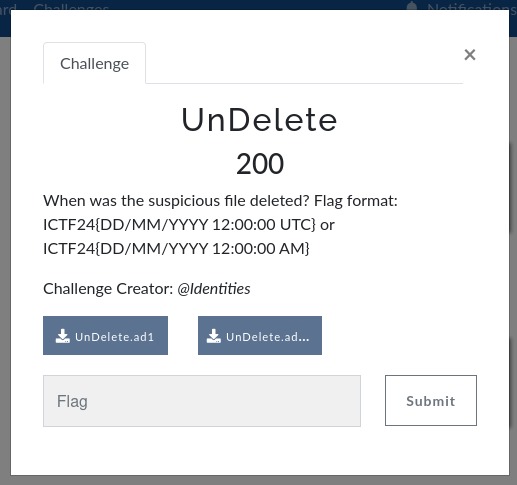 Challenges
Notifications
×
Challenge
UnDelete
200
When was the suspicious file deleted? Flag format:
ICTF24{DD/MM/YYYY 12:00:00 UTC} or
ICTF24{DD/MM/YYYY 12:00:00 AM}
Challenge Creator: @Identities
UnDelete.ad1
UnDelete.ad...
Flag
Submit